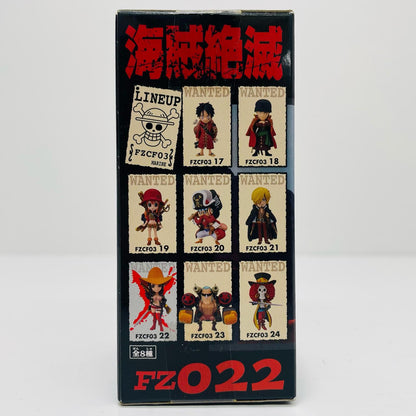 海賊絶滅
LINEUP
FZCF03
MARINE
WANTED
FZCF03 17
WANTED
FZCF03 18
WANTED
FZCF03 19
WANTED
FZCF03 20
WANTED
FZCF03 21
WANTED
FZCF03 22
WANTED
FZCF03 23
WANTED
FZCF03 24
全8種
FZ022